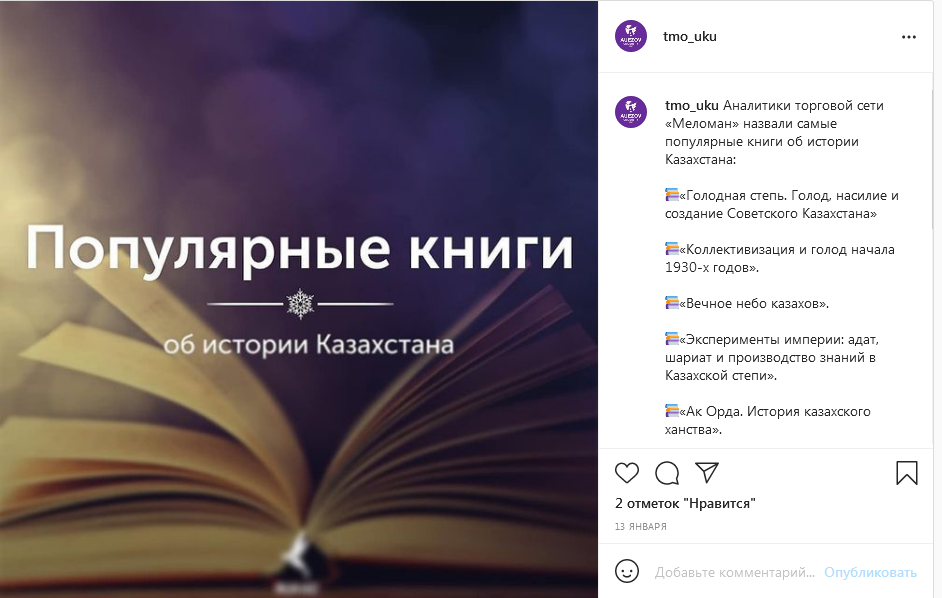 Популярные книги
об истории Казахстана
tmo_uku
tmo_uku Аналитики торговой сети
«Меломан» назвали самые
популярные книги об истории
Казахстана:
📚«Голодная степь. Голод, насилие и
создание Советского Казахстана»
📚«Коллективизация и голод начала
1930-х годов».
📚«Вечное небо казахов».
📚«Эксперименты империи: адат,
шариат и производство знаний в
Казахской степи».
📚«Ак Орда. История казахского
ханства».
2 отметок "Нравится"
13 ЯНВАРЯ
Добавьте комментарий... Опубликовать
AUEZOV
AUEZOV